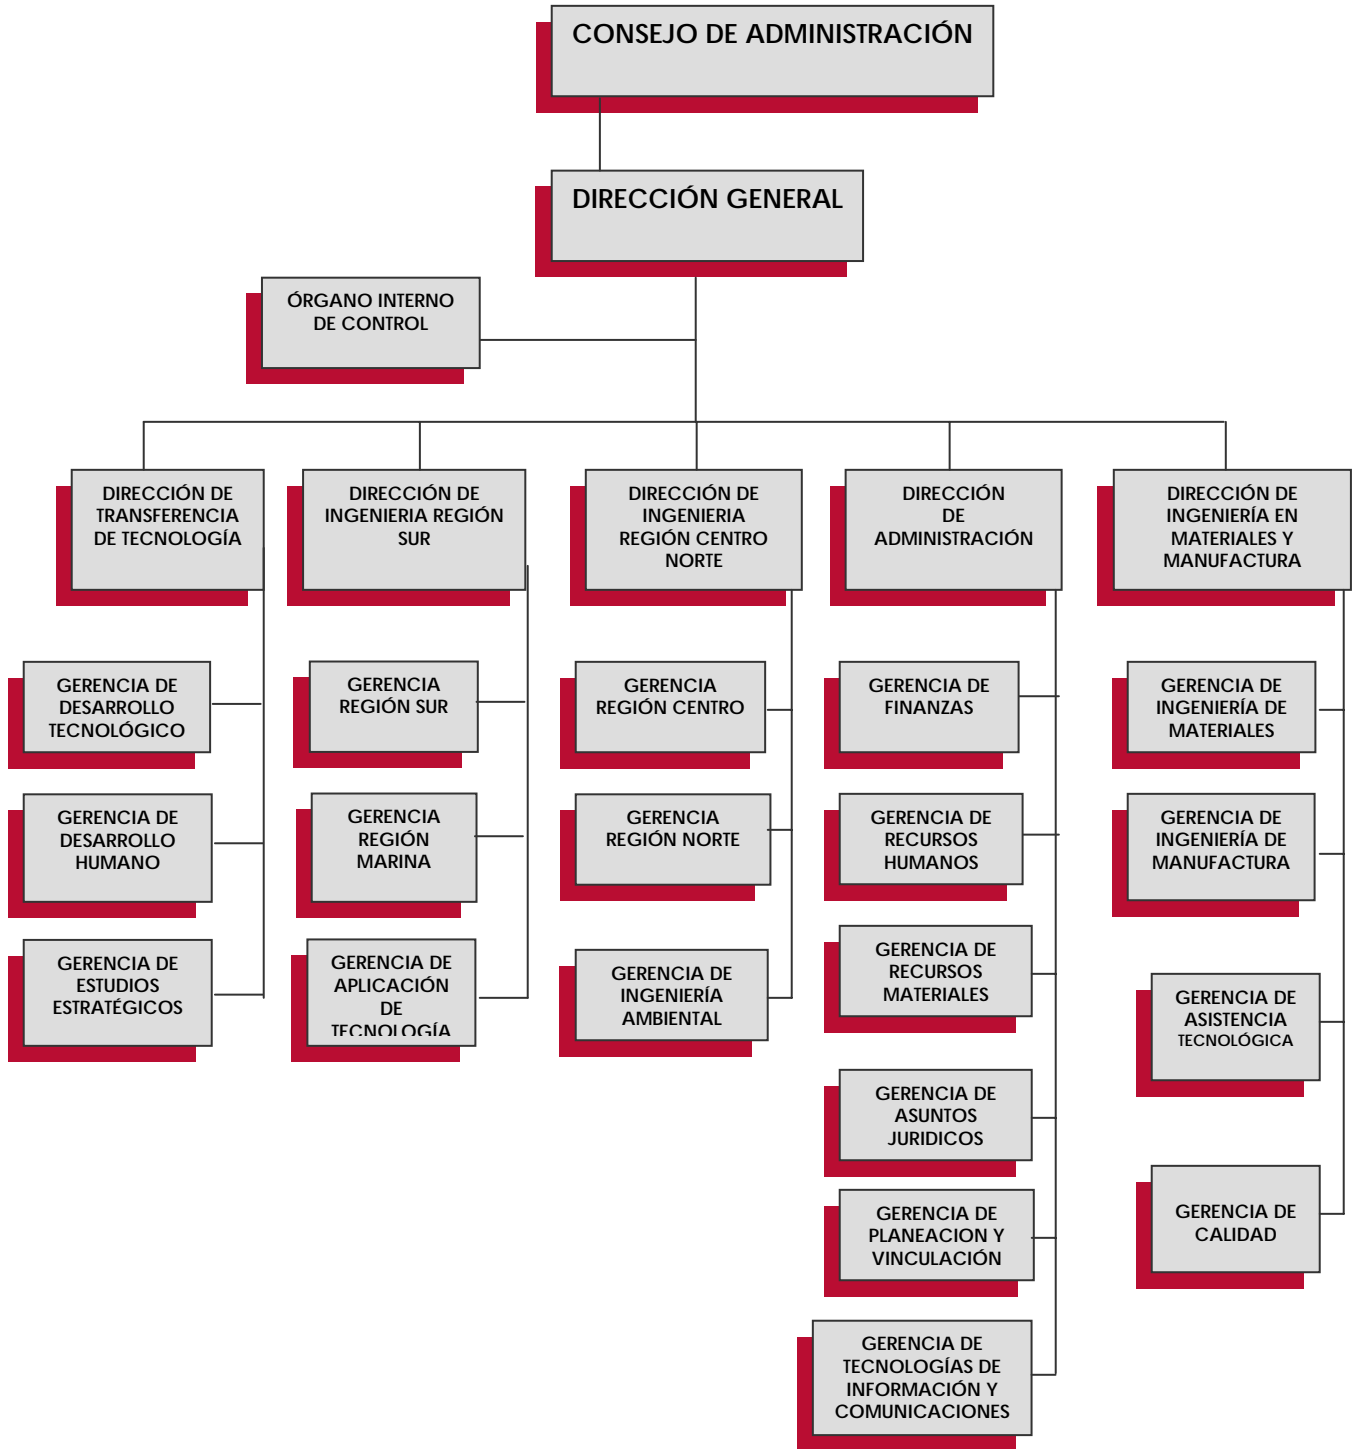 CONSEJO DE ADMINISTRACIÓN
DIRECCIÓN GENERAL
ÓRGANO INTERNO
DE CONTROL
DIRECCIÓN DE
TRANSFERENCIA
DE TECNOLOGÍA
DIRECCIÓN DE
INGENIERIA REGIÓN
SUR
DIRECCIÓN DE
INGENIERIA
REGIÓN CENTRO
NORTE
DIRECCIÓN
DE
ADMINISTRACIÓN
DIRECCIÓN DE
INGENIERÍA EN
MATERIALES Y
MANUFACTURA
GERENCIA DE
DESARROLLO
TECNOLÓGICO
GERENCIA
REGIÓN SUR
GERENCIA
REGIÓN CENTRO
GERENCIA DE
FINANZAS
GERENCIA DE
INGENIERÍA DE
MATERIALES
GERENCIA DE
DESARROLLO
HUMANO
GERENCIA
REGIÓN
MARINA
GERENCIA
REGIÓN NORTE
GERENCIA DE
RECURSOS
HUMANOS
GERENCIA DE
INGENIERÍA DE
MANUFACTURA
GERENCIA DE
ESTUDIOS
ESTRATÉGICOS
GERENCIA DE
APLICACIÓN
DE
TECNOLOGÍA
GERENCIA DE
INGENIERÍA
AMBIENTAL
GERENCIA DE
RECURSOS
MATERIALES
GERENCIA DE
ASISTENCIA
TECNOLÓGICA
GERENCIA DE
ASUNTOS
JURIDICOS
GERENCIA DE
CALIDAD
GERENCIA DE
PLANEACION Y
VINCULACIÓN
GERENCIA DE
TECNOLOGÍAS DE
INFORMACIÓN Y
COMUNICACIONES